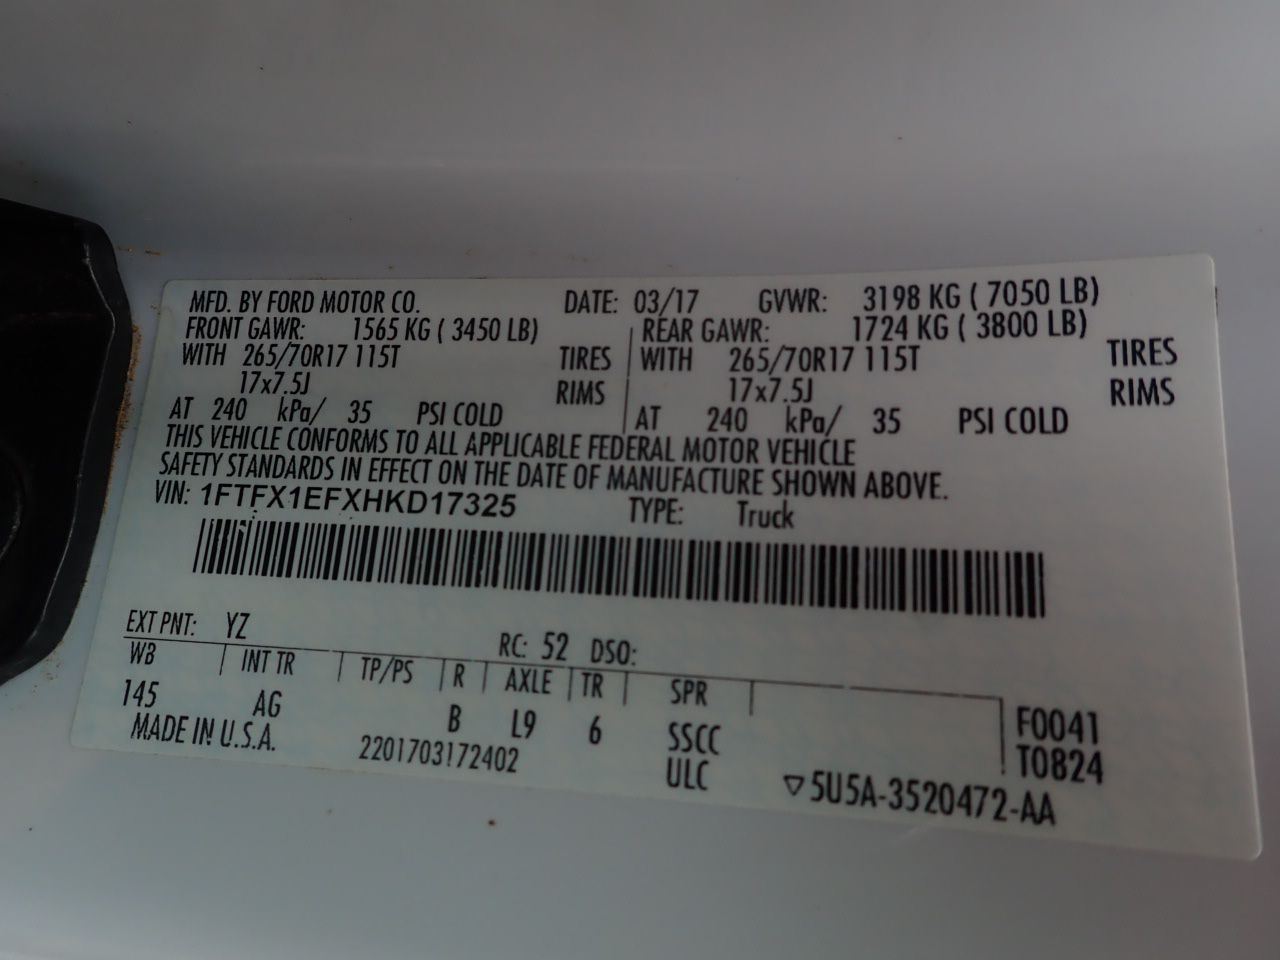 MFD. BY FORD MOTOR CO. DATE: 03/17 GVWR: 3198 KG ( 7050 LB)
FRONT GAWR: 1565 KG ( 3450 LB) REAR GAWR: 1724 KG ( 3800 LB)
WITH 265/70R17 115T TIRES WITH 265/70R17 115T TIRES
17x7.5J RIMS 17x7.5J RIMS
AT 240 kPa/ 35 PSI COLD AT 240 kPa/ 35 PSI COLD
THIS VEHICLE CONFORMS TO ALL APPLICABLE FEDERAL MOTOR VEHICLE
SAFETY STANDARDS IN EFFECT ON THE DATE OF MANUFACTURE SHOWN ABOVE.
VIN: 1FTFX1EFXHKD17325 TYPE: Truck
EXT PNT: YZ RC: 52 DSO:
WB INT TR TP/PS R AXLE TR SPR
145 AG B L9 6 SSCC F0041
MADE IN U.S.A. 2201703172402 ULC T0824
▽5U5A-3520472-AA